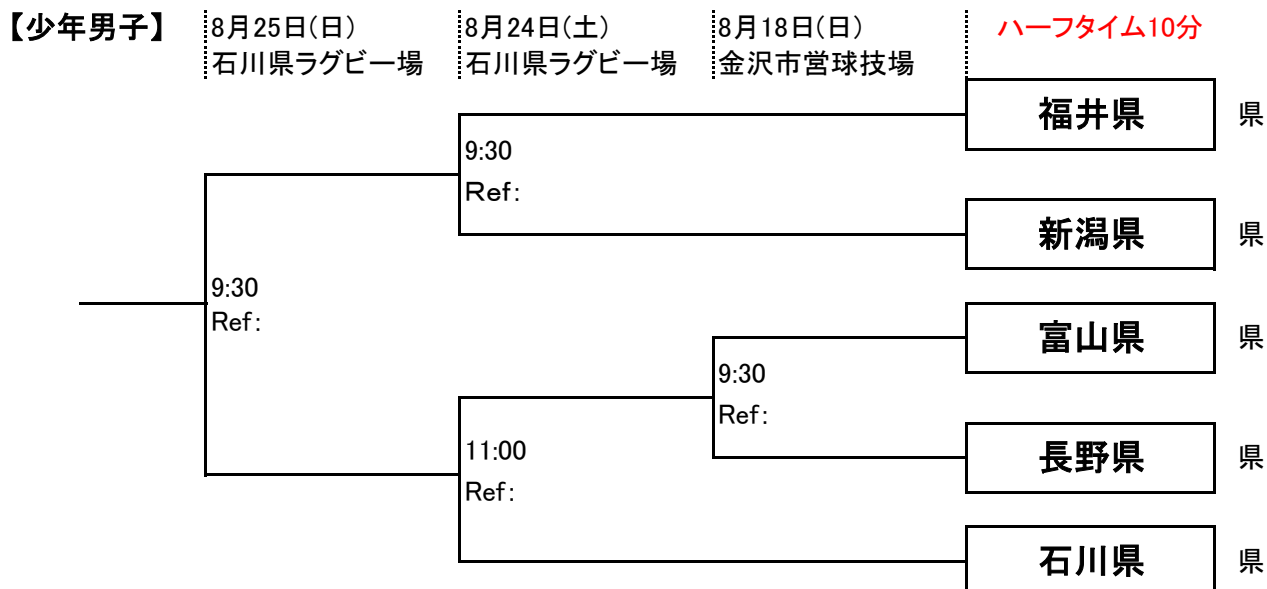 【少年男子】
8月25日(日)
石川県ラグビー場
8月24日(土)
石川県ラグビー場
8月18日(日)
金沢市営球技場
ハーフタイム10分
福井県
県
9:30
Ref:
新潟県
県
9:30
Ref:
富山県
県
9:30
Ref:
長野県
県
11:00
Ref:
石川県
県